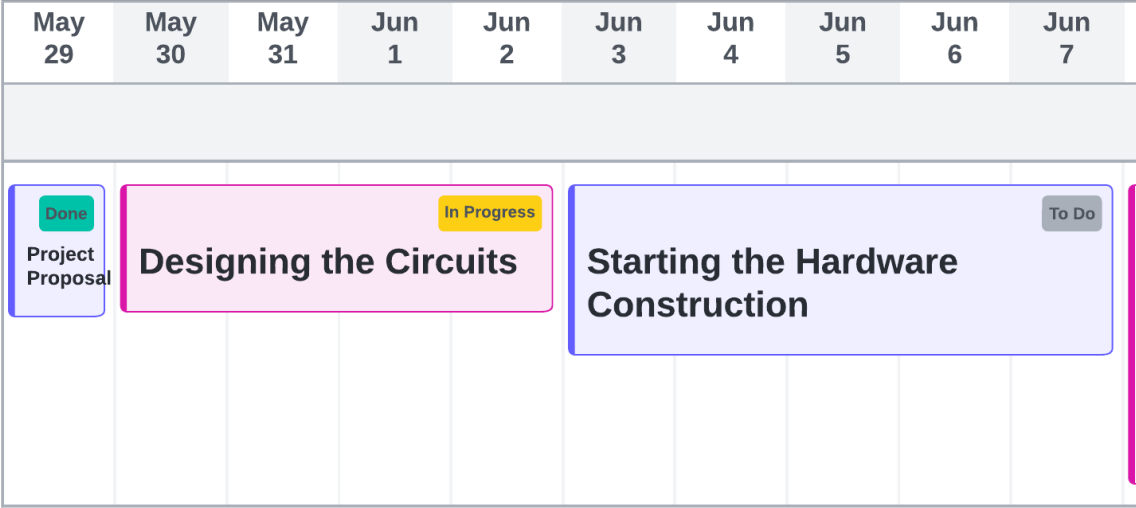 May May May Jun Jun Jun Jun Jun Jun Jun
29 30 31 1 2 3 4 5 6 7
Done
Project
Proposal
In Progress
Designing the Circuits
To Do
Starting the Hardware
Construction